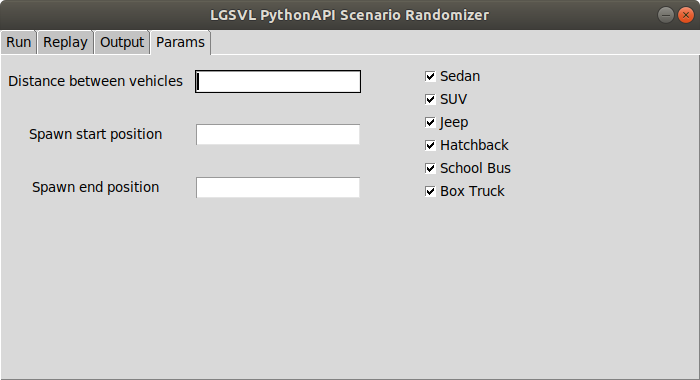 LGSVL PythonAPI Scenario Randomizer
Run Replay Output Params
Distance between vehicles
Spawn start position
Spawn end position
Sedan
SUV
Jeep
Hatchback
School Bus
Box Truck